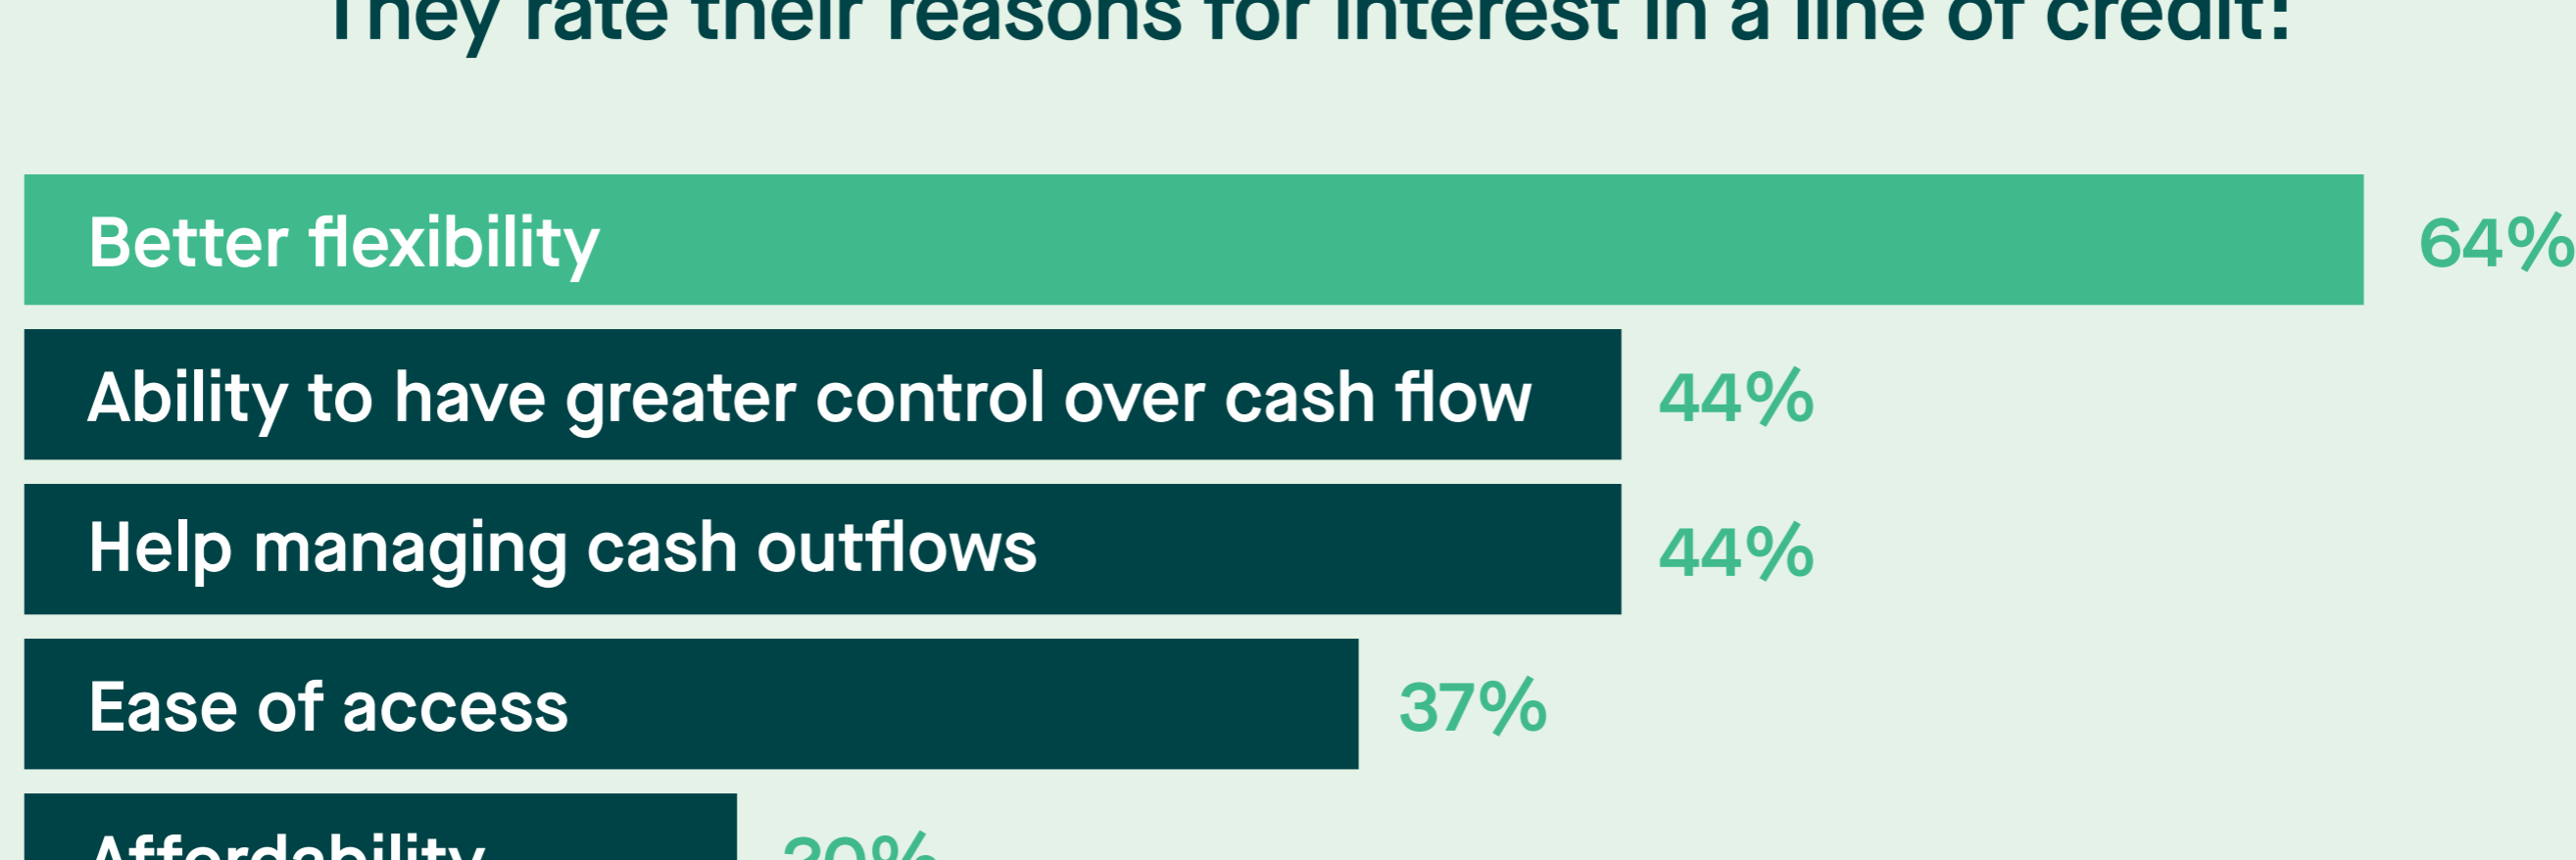 They rate their reasons for interest in a line of credit:
Better flexibility
64%
Ability to have greater control over cash flow
44%
Help managing cash outflows
44%
Ease of access
37%
Affordability